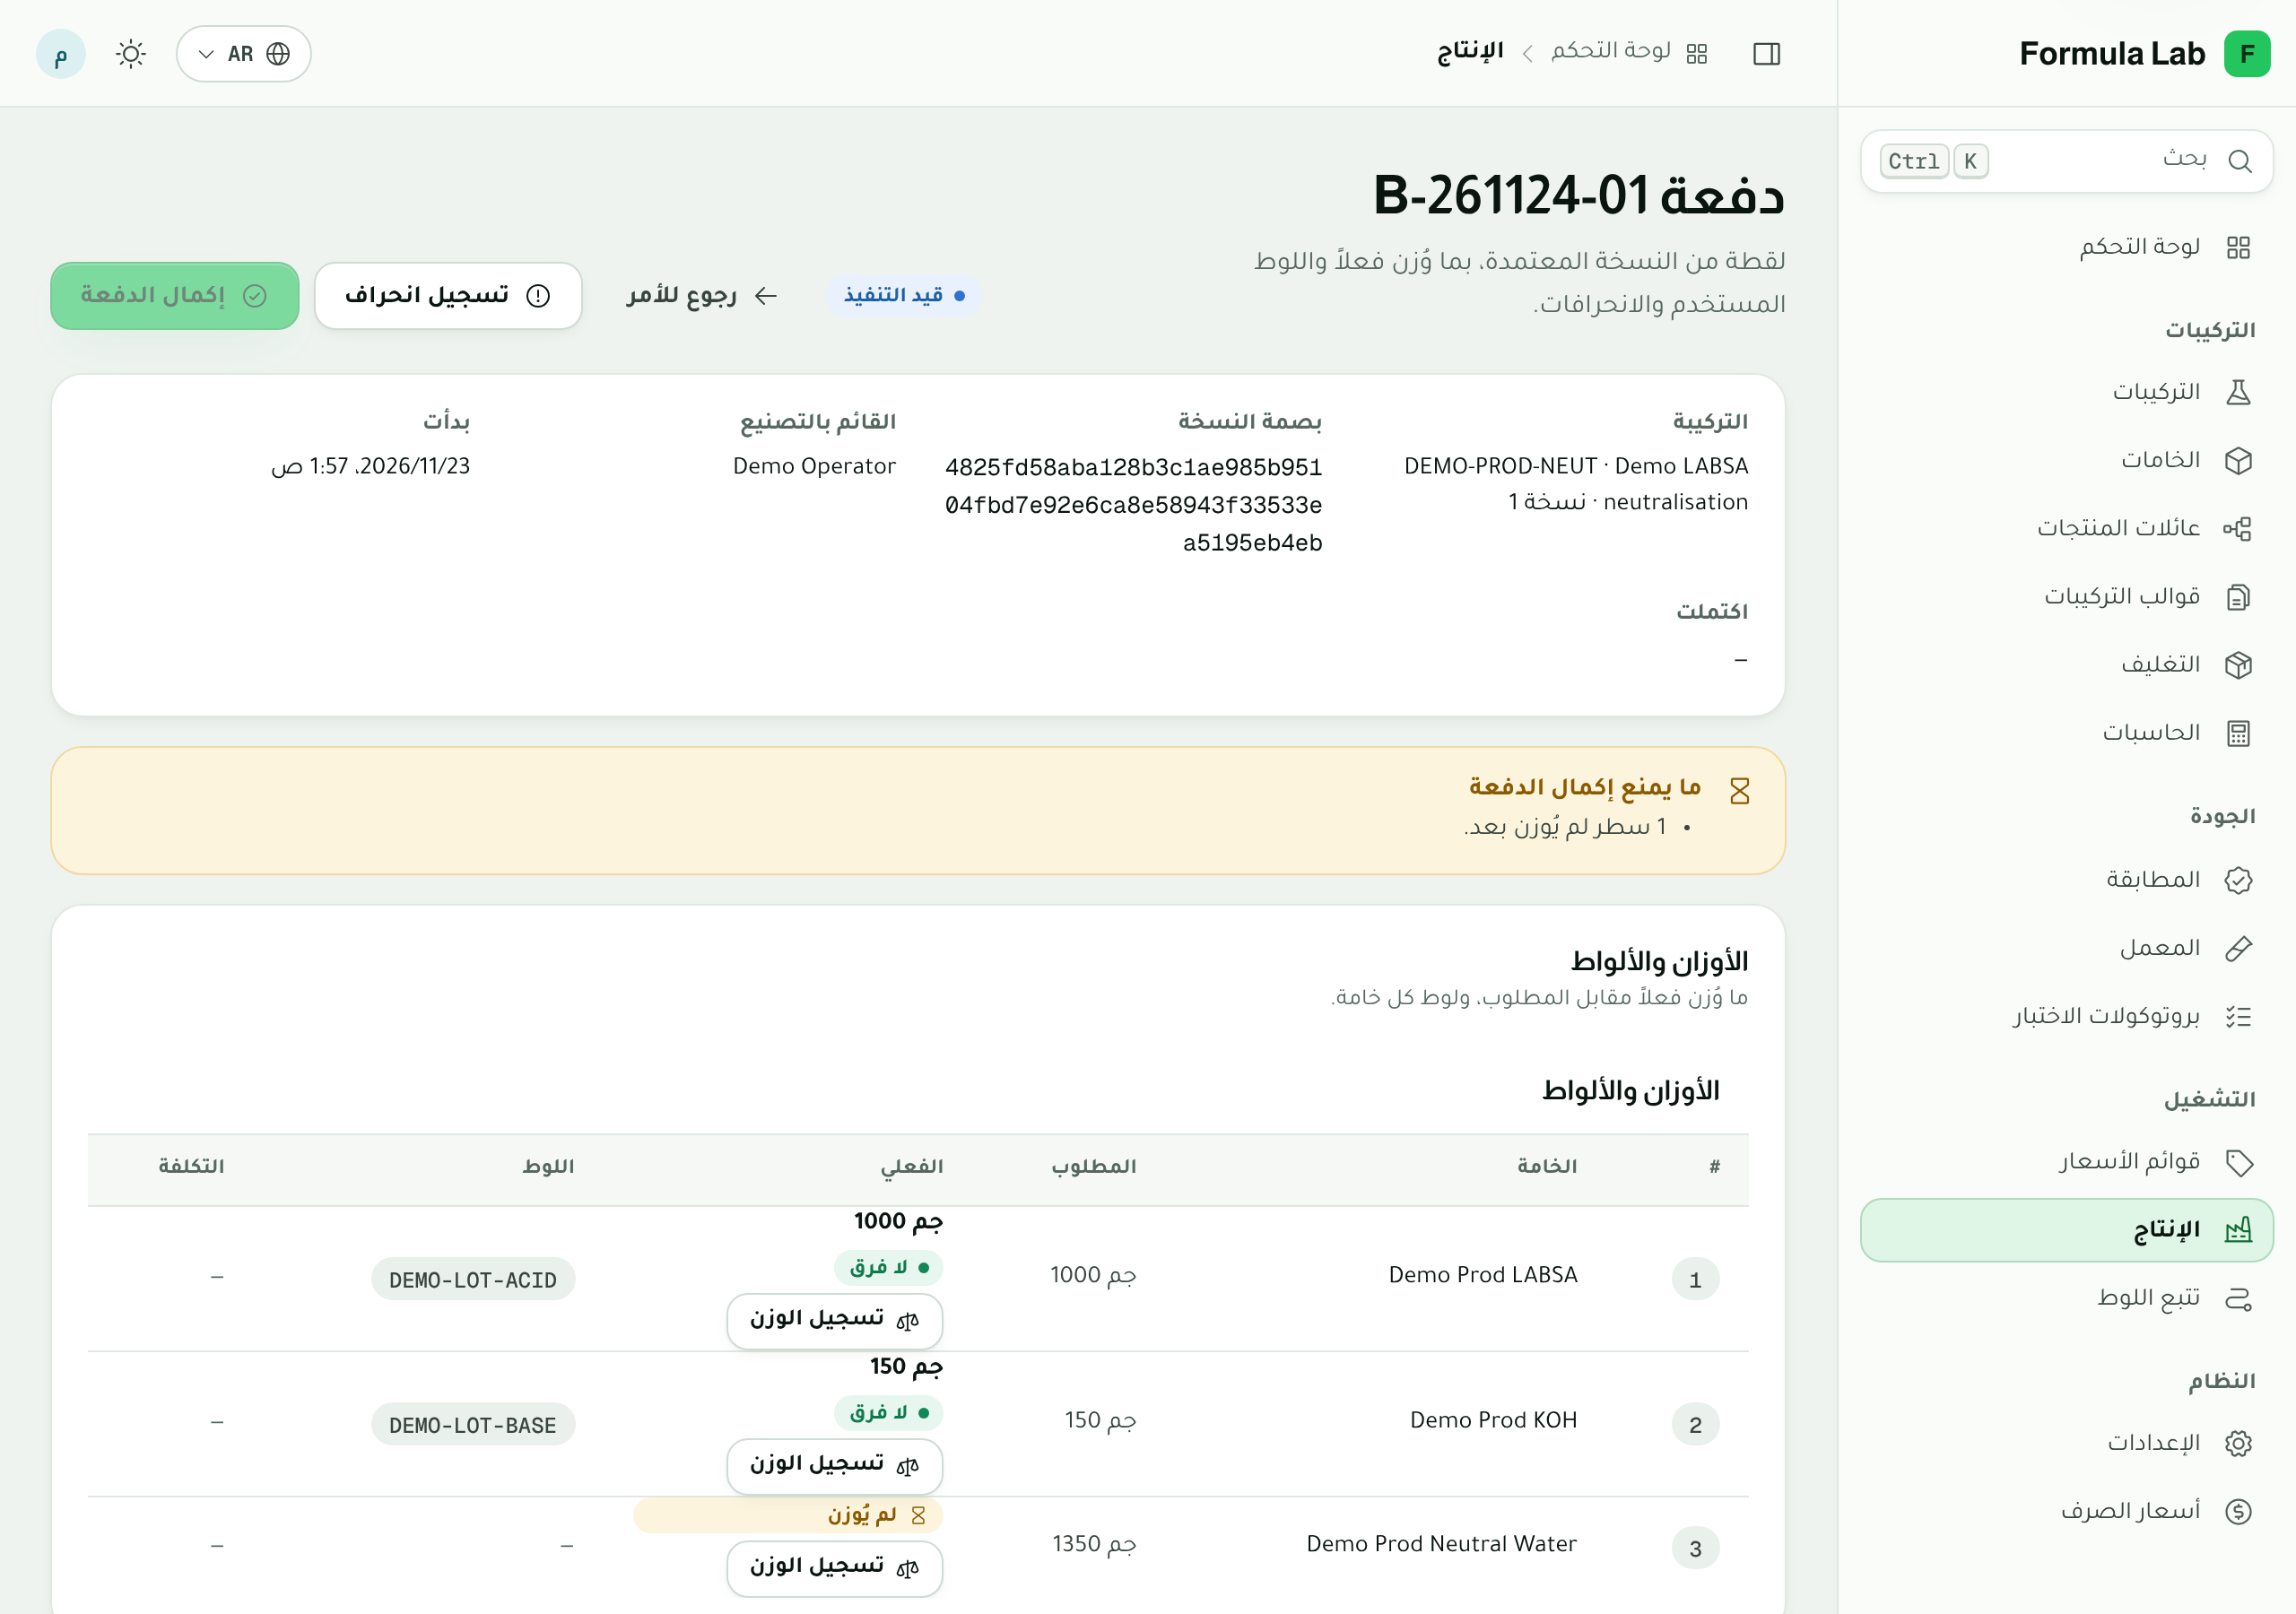 F Formula Lab
لوحة التحكم
الإنتاج
AR
م
بحث
Ctrl K
لوحة التحكم
التركيبات
التركيبات
الخامات
عائلات المنتجات
قوالب التركيبات
التغليف
الحاسبات
الجودة
المطابقة
المعمل
بروتوكولات الاختبار
التشغيل
قوائم الأسعار
الإنتاج
تتبع اللوط
النظام
الإعدادات
أسعار الصرف
دفعة B-261124-01
لقطة من النسخة المعتمدة، بما وُزن فعلاً واللوط
المستخدم والانحرافات.
قيد التنفيذ
رجوع للأمر
تسجيل انحراف
إكمال الدفعة
التركيبة
DEMO-PROD-NEUT · Demo LABSA
neutralisation · نسخة 1
بصمة النسخة
4825fd58aba128b3c1ae985b951
04fbd7e92e6ca8e58943f33533e
a5195eb4eb
القائم بالتصنيع
Demo Operator
بدأت
2026/11/23، 1:57 ص
اكتملت
—
ما يمنع إكمال الدفعة
• 1 سطر لم يُوزن بعد.
الأوزان والألواط
ما وُزن فعلاً مقابل المطلوب، ولوط كل خامة.
الأوزان والألواط
# الخامة المطلوب الفعلي اللوط التكلفة
1 Demo Prod LABSA 1000 جم 1000 جم DEMO-LOT-ACID —
لا فرق
تسجيل الوزن
2 Demo Prod KOH 150 جم 150 جم DEMO-LOT-BASE —
لا فرق
تسجيل الوزن
3 Demo Prod Neutral Water 1350 جم لم يُوزن — —
تسجيل الوزن